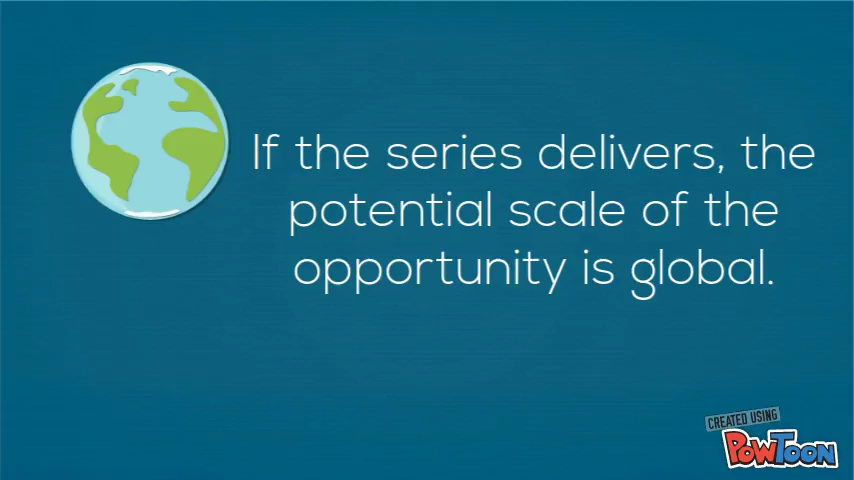 If the series delivers, the
potential scale of the
opportunity is global.
CREATED USING
POWTOON